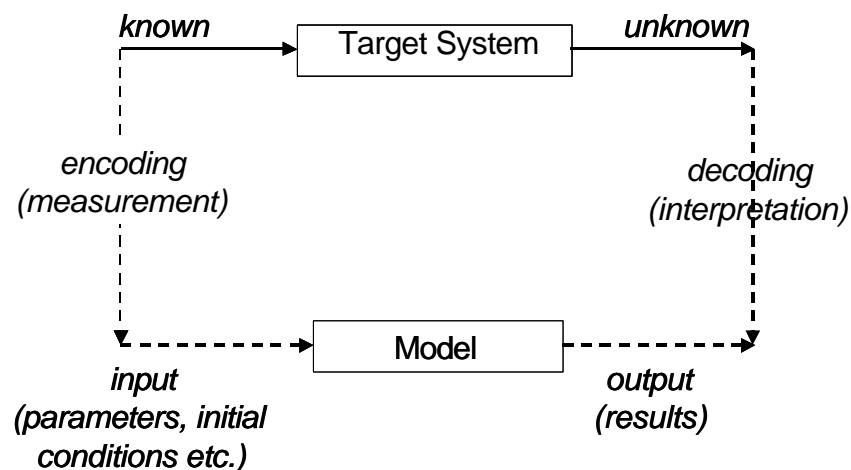 known
Target System
unknown
encoding
(measurement)
decoding
(interpretation)
Model
input
(parameters, initial
conditions etc.)
output
(results)